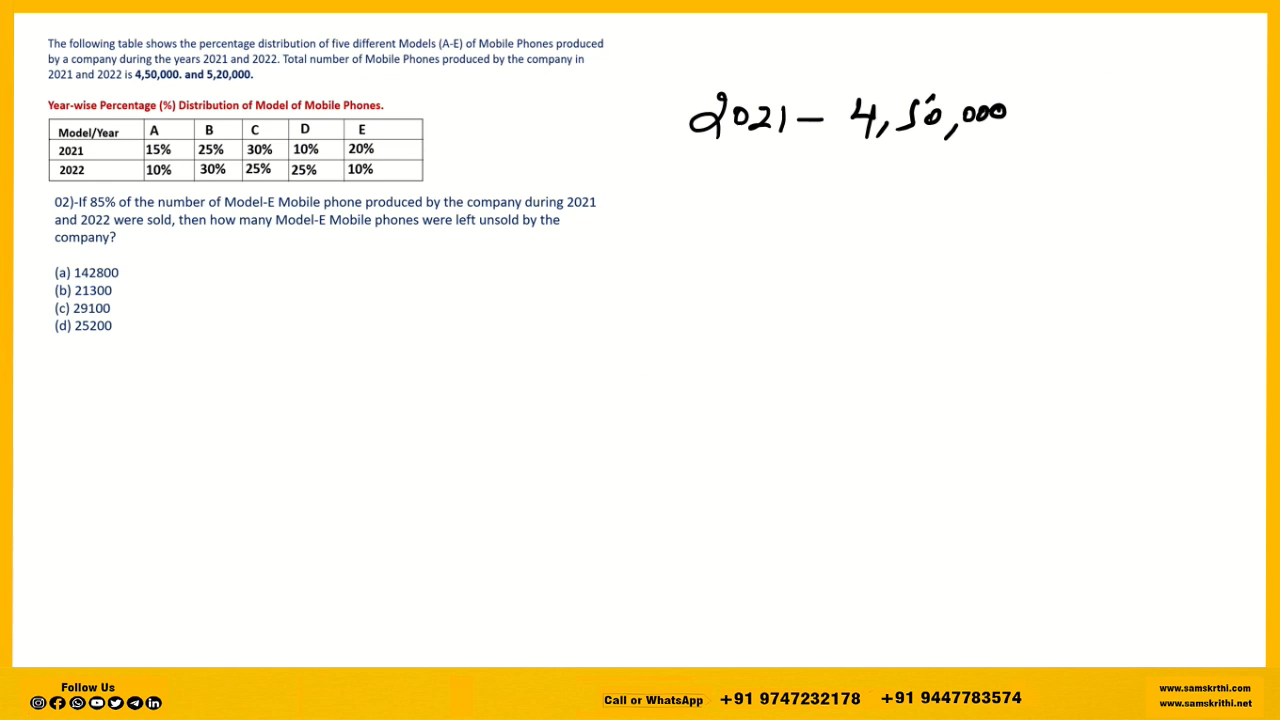 The following table shows the percentage distribution of five different Models (A-E) of Mobile Phones produced
by a company during the years 2021 and 2022. Total number of Mobile Phones produced by the company in
2021 and 2022 is 4,50,000. and 5,20,000.
Year-wise Percentage (%) Distribution of Model of Mobile Phones.
Model/Year A B C D E
2021 15% 25% 30% 10% 20%
2022 10% 30% 25% 25% 10%
02)-If 85% of the number of Model-E Mobile phone produced by the company during 2021
and 2022 were sold, then how many Model-E Mobile phones were left unsold by the
company?
(a) 142800
(b) 21300
(c) 29100
(d) 25200
2021 - 4,50,000
Follow Us
Call or WhatsApp +91 9747232178 +91 9447783574
www.samskrthi.com
www.samskrithi.net